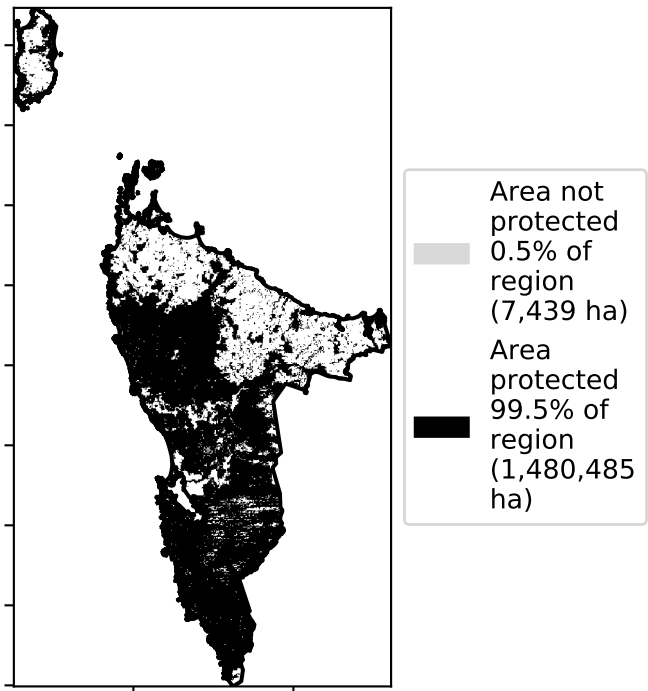 Area not
protected
0.5% of
region
(7,439 ha)
Area
protected
99.5% of
region
(1,480,485
ha)